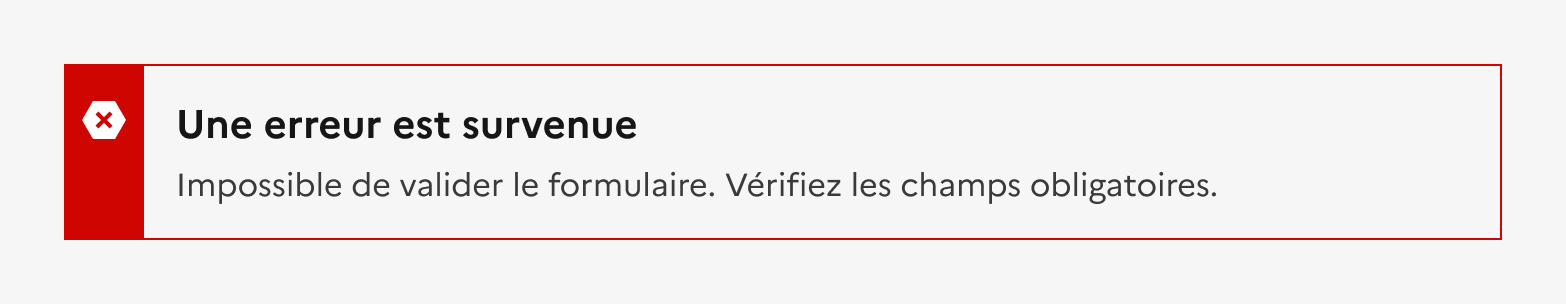 Une erreur est survenue
Impossible de valider le formulaire. Vérifiez les champs obligatoires.